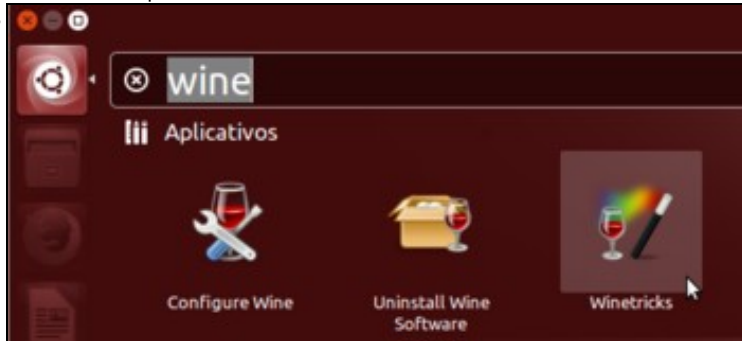 wine
Aplicativos
Configure Wine
Uninstall Wine
Software
Winetricks